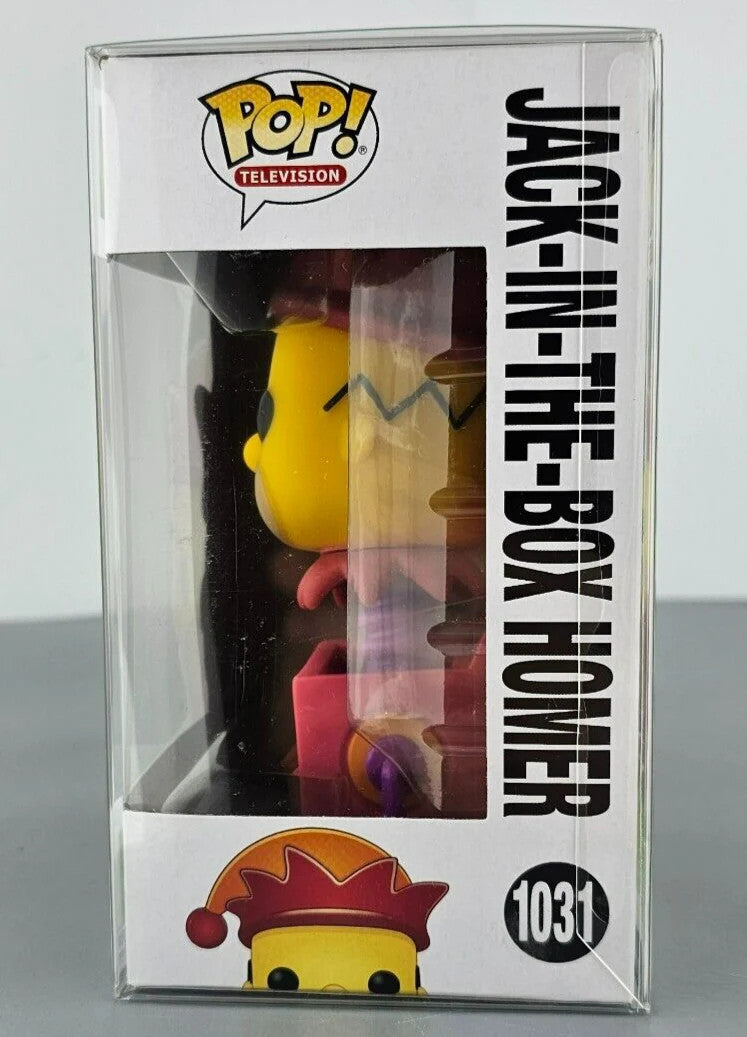 POP!®
TELEVISION
JACK-IN-THE-BOX HOMER
1031